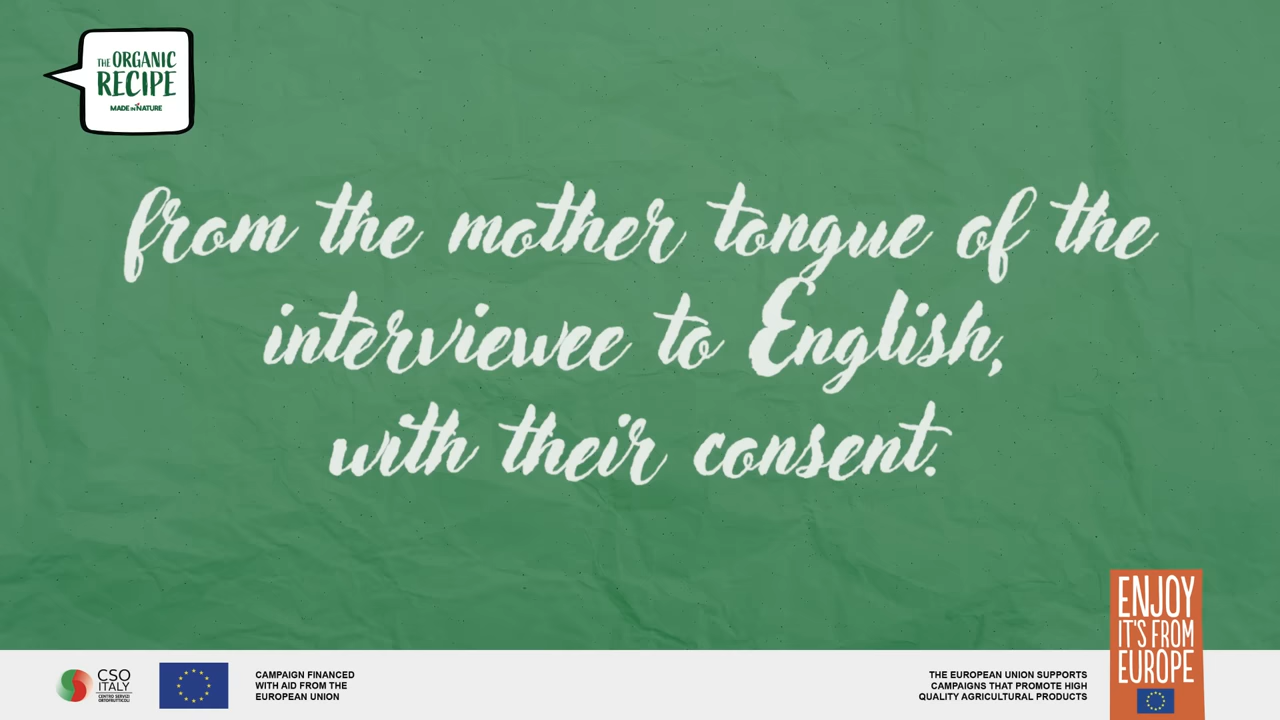 THE ORGANIC
RECIPE
MADE IN NATURE
from the mother tongue of the
interviewee to English,
with their consent.
CSO
ITALY
CENTRO SERVIZI
ORTOFRUTTICOLI
CAMPAIGN FINANCED
WITH AID FROM THE
EUROPEAN UNION
THE EUROPEAN UNION SUPPORTS
CAMPAIGNS THAT PROMOTE HIGH
QUALITY AGRICULTURAL PRODUCTS
ENJOY
IT'S FROM
EUROPE